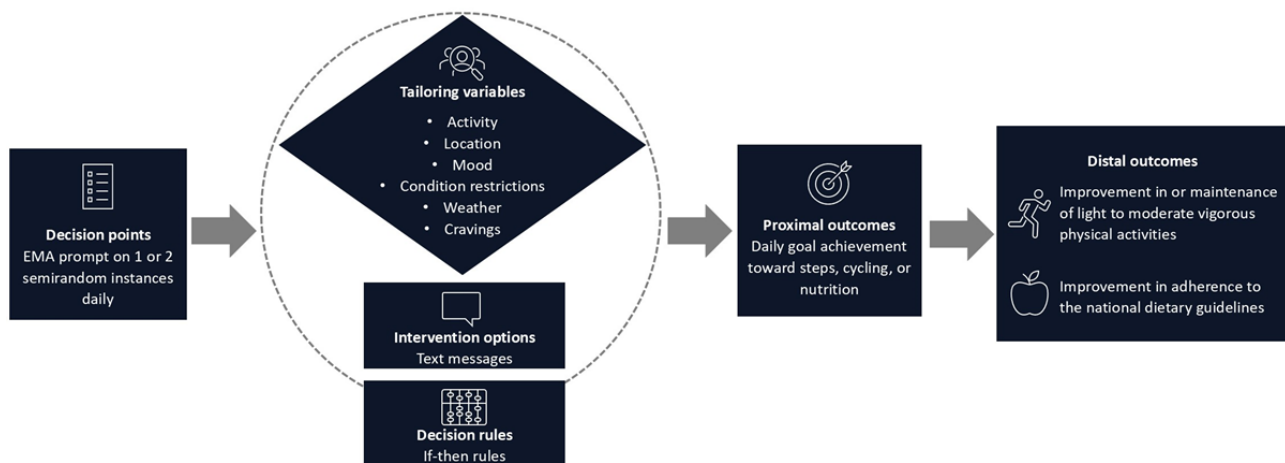 Decision points
EMA prompt on 1 or 2
semirandom instances
daily
Tailoring variables
• Activity
• Location
• Mood
• Condition restrictions
• Weather
• Cravings
Intervention options
Text messages
Decision rules
If-then rules
Proximal outcomes
Daily goal achievement
toward steps, cycling, or
nutrition
Distal outcomes
Improvement in or maintenance
of light to moderate vigorous
physical activities
Improvement in adherence to
the national dietary guidelines